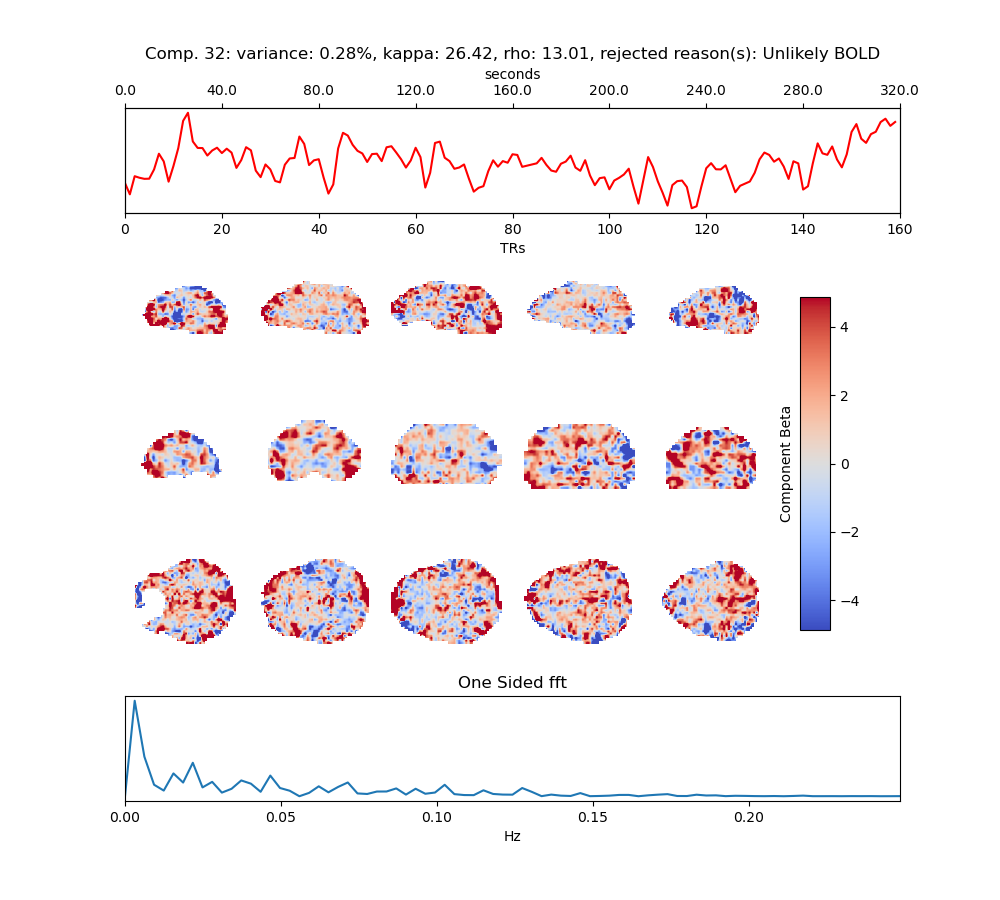 Comp. 32: variance: 0.28%, kappa: 26.42, rho: 13.01, rejected reason(s): Unlikely BOLD
seconds
0.0 40.0 80.0 120.0 160.0 200.0 240.0 280.0 320.0
0 20 40 60 80 100 120 140 160
TRs
4
2
0
−2
−4
Component Beta
One Sided fft
0.00 0.05 0.10 0.15 0.20
Hz